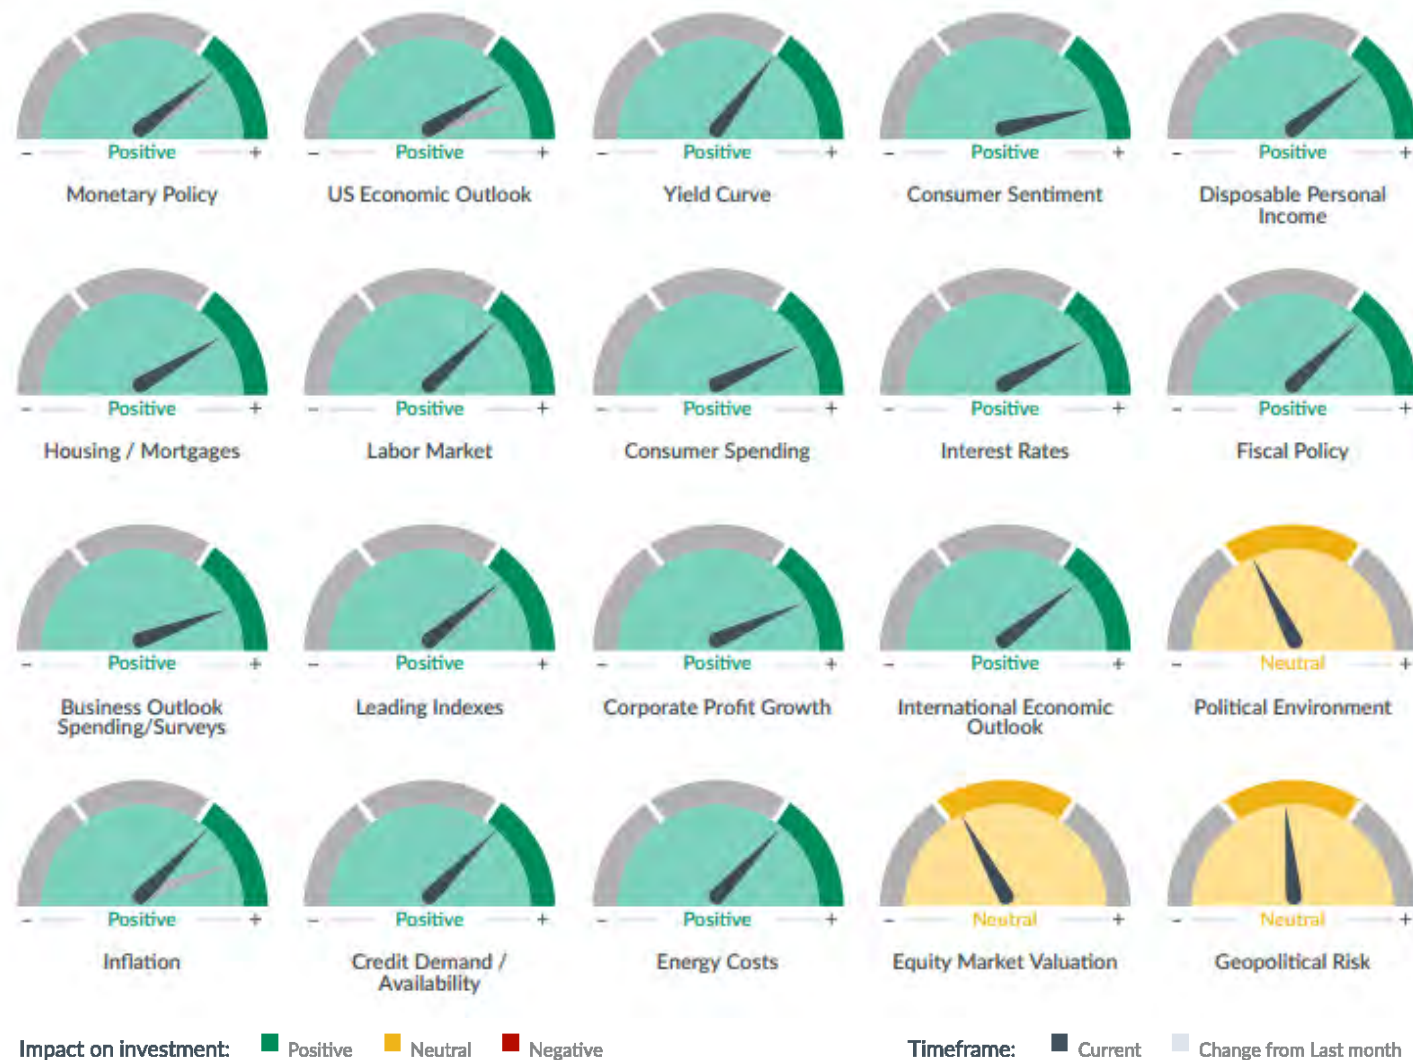 - Positive +
- Positive +
- Positive +
- Positive +
- Positive +
Monetary Policy
US Economic Outlook
Yield Curve
Consumer Sentiment
Disposable Personal
Income
- Positive +
- Positive +
- Positive +
- Positive +
- Positive +
Housing / Mortgages
Labor Market
Consumer Spending
Interest Rates
Fiscal Policy
- Positive +
- Positive +
- Positive +
- Positive +
- Neutral +
Business Outlook
Spending/Surveys
Leading Indexes
Corporate Profit Growth
International Economic
Outlook
Political Environment
- Positive +
- Positive +
- Positive +
- Neutral +
- Neutral +
Inflation
Credit Demand /
Availability
Energy Costs
Equity Market Valuation
Geopolitical Risk
Impact on investment: Positive Neutral Negative
Timeframe: Current Change from Last month